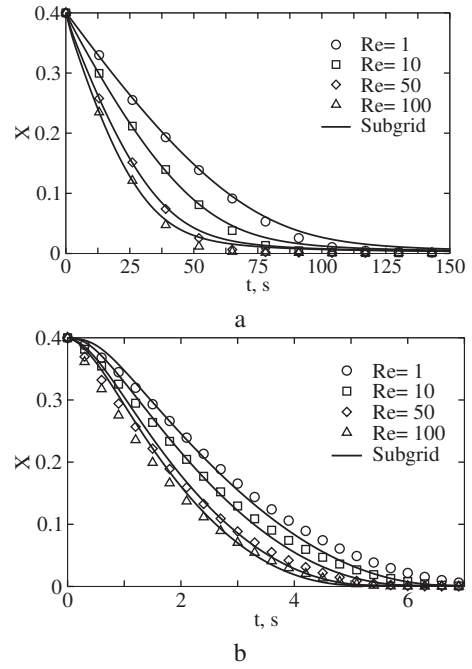 0.4
0.3
0.2
0.1
0
X
0
25
50
75
100
125
150
t, s
Re= 1
Re= 10
Re= 50
Re= 100
Subgrid
a
0.4
0.3
0.2
0.1
0
X
0
2
4
6
t, s
Re= 1
Re= 10
Re= 50
Re= 100
Subgrid
b